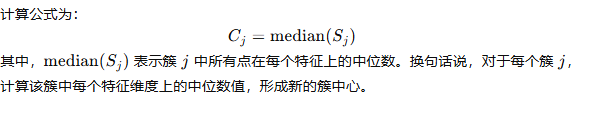 计算公式为：
C_j = median(S_j)
其中，median(S_j) 表示簇 j 中所有点在每个特征上的中位数。换句话说，对于每个簇 j，
计算该簇中每个特征维度上的中位数值，形成新的簇中心。